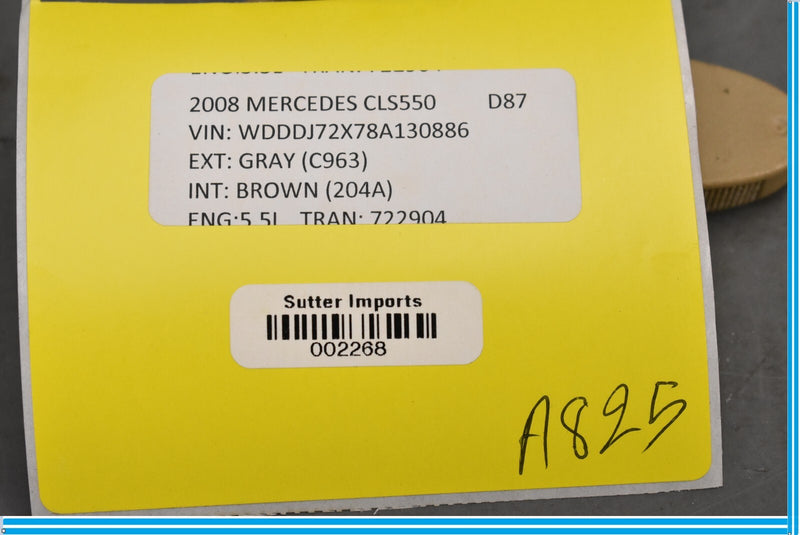 2008 MERCEDES CLS550 D87
VIN: WDDDJ72X78A130886
EXT: GRAY (C963)
INT: BROWN (204A)
ENG:5.5L TRAN: 722904
Sutter Imports
002268
A825